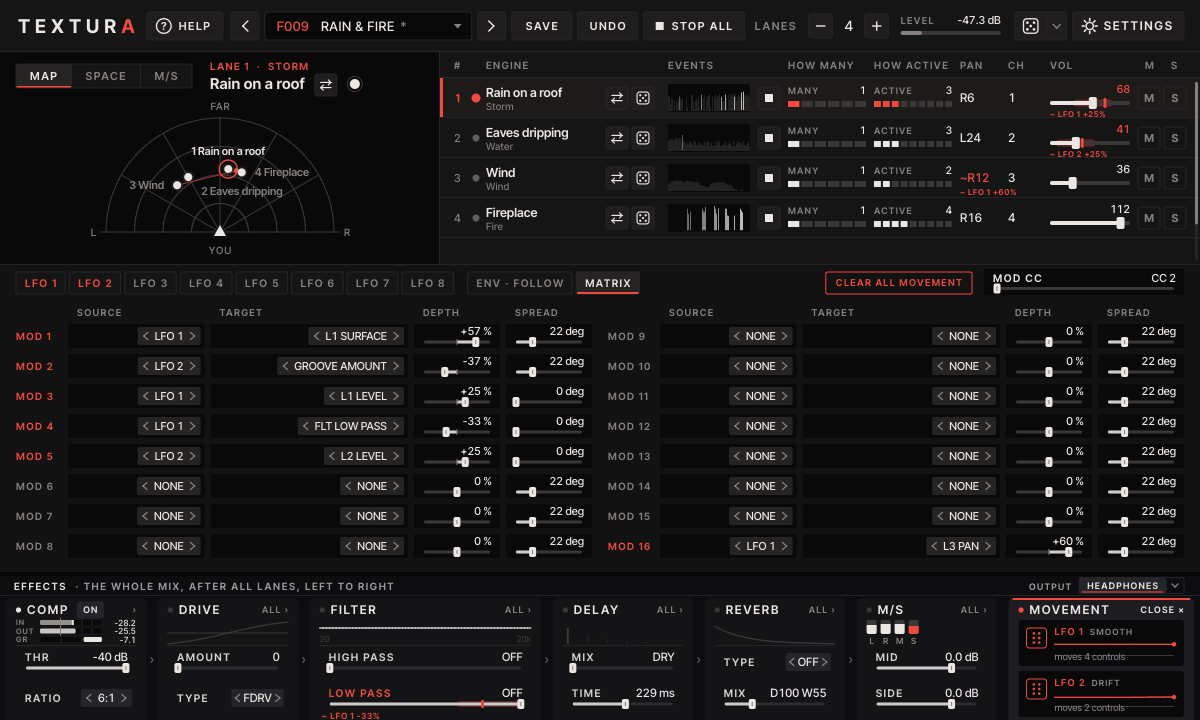 TEXTURA HELP F009 RAIN & FIRE * SAVE UNDO STOP ALL LANES 4 LEVEL -47.3 dB SETTINGS
MAP SPACE M/S
LANE 1 · STORM
Rain on a roof
FAR
1 Rain on a roof
4 Fireplace
3 Wind
2 Eaves dripping
L R
YOU
# ENGINE EVENTS HOW MANY HOW ACTIVE PAN CH VOL M S
1 Rain on a roof Storm MANY 1 ACTIVE 3 R6 1 68 ~ LFO 1 +25% M S
2 Eaves dripping Water MANY 1 ACTIVE 3 L24 2 41 ~ LFO 2 +25% M S
3 Wind Wind MANY 1 ACTIVE 2 ~R12 ~ LFO 1 +60% 3 36 M S
4 Fireplace Fire MANY 1 ACTIVE 4 R16 4 112 M S
LFO 1 LFO 2 LFO 3 LFO 4 LFO 5 LFO 6 LFO 7 LFO 8 ENV · FOLLOW MATRIX CLEAR ALL MOVEMENT MOD CC CC 2
SOURCE TARGET DEPTH SPREAD SOURCE TARGET DEPTH SPREAD
MOD 1 LFO 1 L1 SURFACE +57 % 22 deg MOD 9 NONE NONE 0 % 22 deg
MOD 2 LFO 2 GROOVE AMOUNT -37 % 22 deg MOD 10 NONE NONE 0 % 22 deg
MOD 3 LFO 1 L1 LEVEL +25 % 0 deg MOD 11 NONE NONE 0 % 22 deg
MOD 4 LFO 1 FLT LOW PASS -33 % 0 deg MOD 12 NONE NONE 0 % 22 deg
MOD 5 LFO 2 L2 LEVEL +25 % 0 deg MOD 13 NONE NONE 0 % 22 deg
MOD 6 NONE NONE 0 % 22 deg MOD 14 NONE NONE 0 % 22 deg
MOD 7 NONE NONE 0 % 22 deg MOD 15 NONE NONE 0 % 22 deg
MOD 8 NONE NONE 0 % 22 deg MOD 16 LFO 1 L3 PAN +60 % 22 deg
EFFECTS · THE WHOLE MIX, AFTER ALL LANES, LEFT TO RIGHT OUTPUT HEADPHONES
COMP ON
IN -28.2
OUT -25.5
GR -7.1
THR -40 dB
RATIO 6:1
DRIVE ALL
AMOUNT 0
TYPE FDRV
FILTER ALL
20 20k
HIGH PASS OFF
LOW PASS OFF
~ LFO 1 -33%
DELAY ALL
MIX DRY
TIME 229 ms
REVERB ALL
TYPE OFF
MIX D100 W55
M/S ALL
L R M S
MID 0.0 dB
SIDE 0.0 dB
MOVEMENT CLOSE ×
LFO 1 SMOOTH
moves 4 controls
LFO 2 DRIFT
moves 2 controls